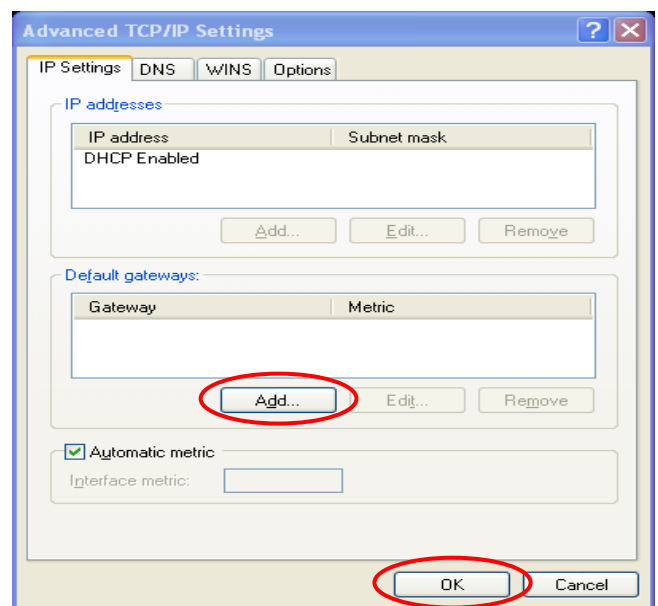 Advanced TCP/IP Settings
IP Settings DNS WINS Options
IP addresses
IP address Subnet mask
DHCP Enabled
Add... Edit... Remove
Default gateways:
Gateway Metric
Add... Edit... Remove
Automatic metric
Interface metric:
OK Cancel